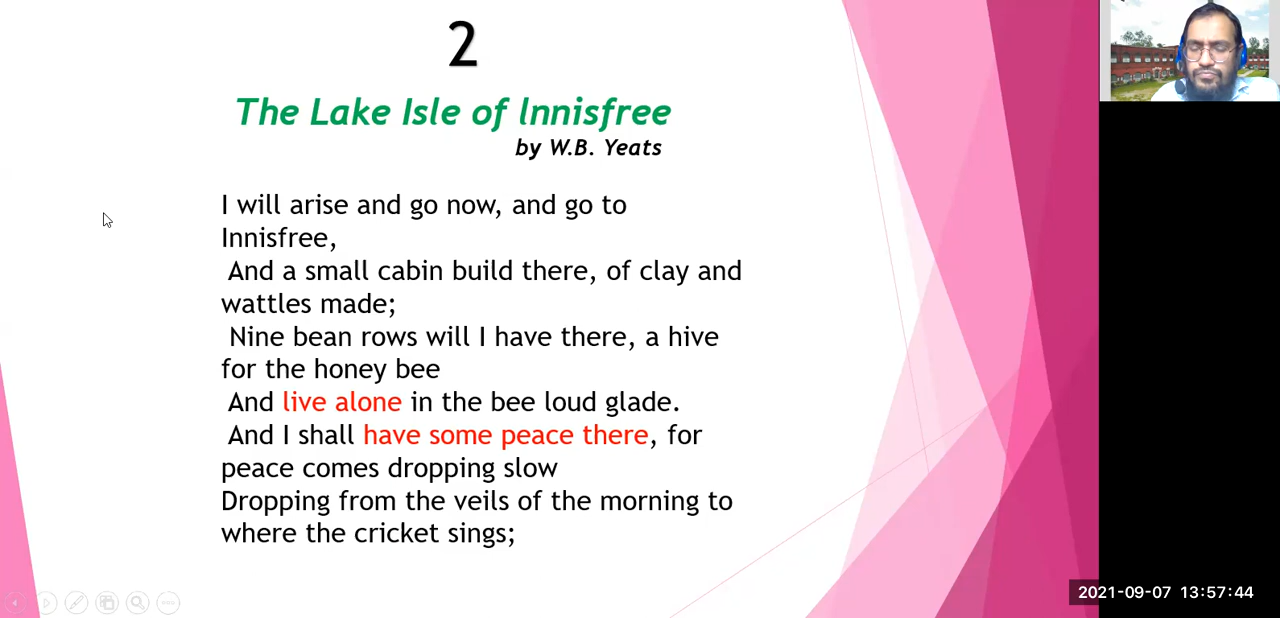 2
The Lake Isle of Innisfree
by W.B. Yeats
I will arise and go now, and go to
Innisfree,
And a small cabin build there, of clay and
wattles made;
Nine bean rows will I have there, a hive
for the honey bee
And live alone in the bee loud glade.
And I shall have some peace there, for
peace comes dropping slow
Dropping from the veils of the morning to
where the cricket sings;
2021-09-07 13:57:44